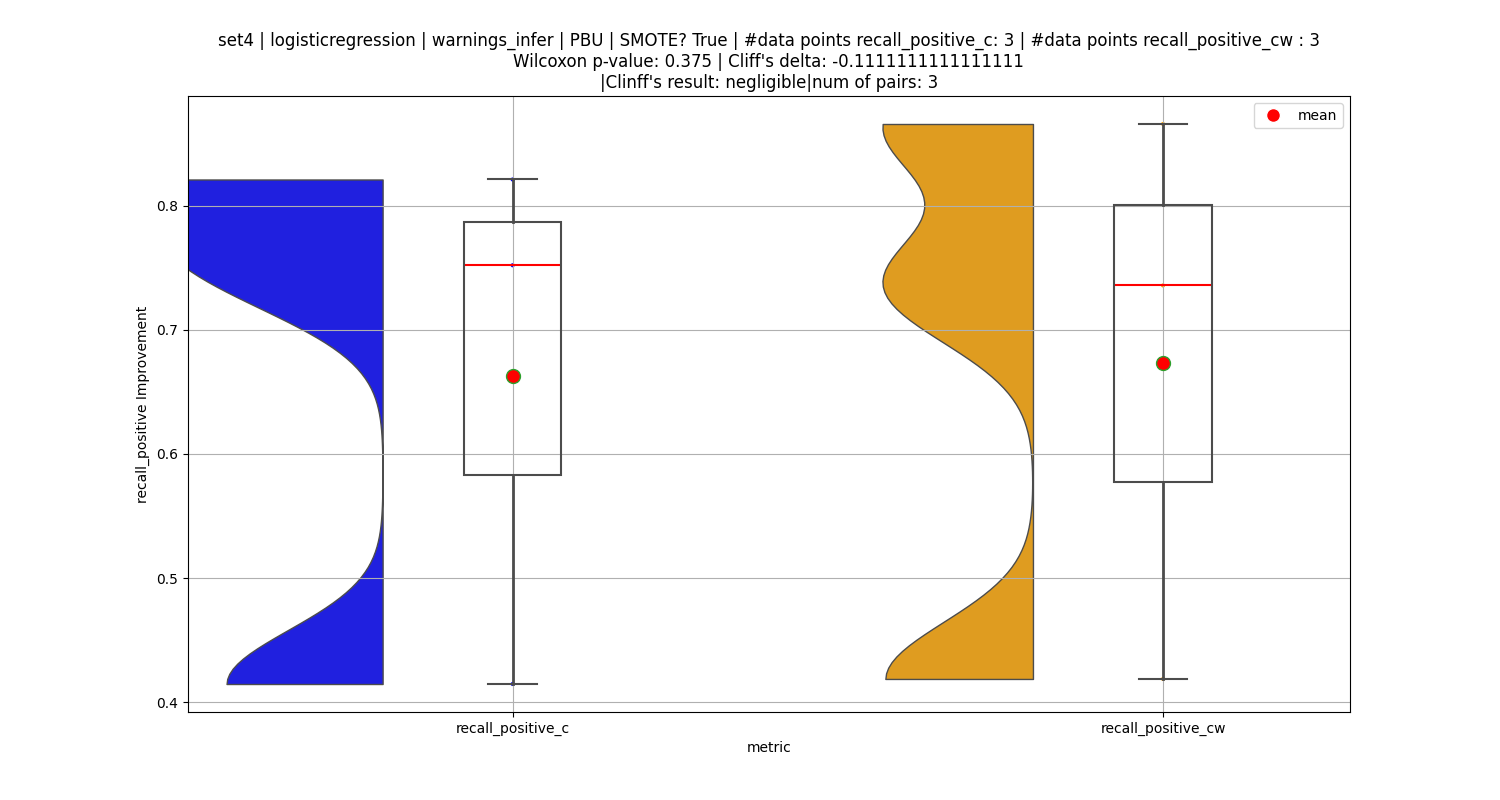 set4 | logisticregression | warnings_infer | PBU | SMOTE? True | #data points recall_positive_c: 3 | #data points recall_positive_cw : 3
Wilcoxon p-value: 0.375 | Cliff's delta: -0.1111111111111111
|Clinff's result: negligible|num of pairs: 3
mean
0.8
0.7
0.6
0.5
0.4
recall_positive Improvement
recall_positive_c
recall_positive_cw
metric